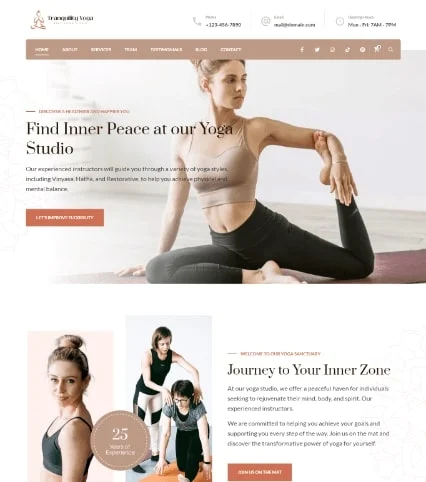 Tranquility Yoga
Phone
+123-456-7890
Email
mail@domain.com
Opening Hours
Mon - Fri: 7AM - 7PM
HOME ABOUT SERVICES TEAM TESTIMONIALS BLOG CONTACT
DISCOVER A HEALTHIER AND HAPPIER YOU
Find Inner Peace at our Yoga
Studio
Our experienced instructors will guide you through a variety of yoga styles,
including Vinyasa, Hatha, and Restorative, to help you achieve physical and
mental balance.
LET'S IMPROVE FLEXIBILITY
25
Years of
Experience
WELCOME TO OUR YOGA SANCTUARY
Journey to Your Inner Zone
At our yoga studio, we offer a peaceful haven for individuals
seeking to rejuvenate their mind, body, and spirit. Our
experienced instructors.
We are committed to helping you achieve your goals and
supporting you every step of the way. Join us on the mat and
discover the transformative power of yoga for yourself.
JOIN US ON THE MAT